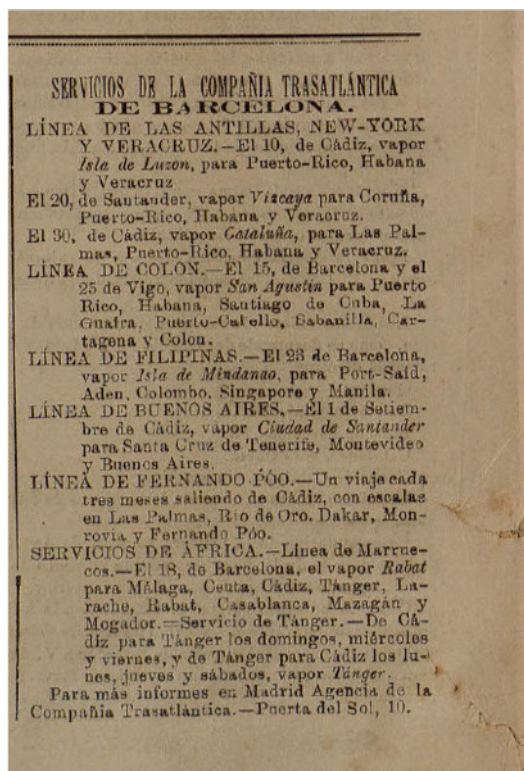 SERVICIOS DE LA COMPAÑIA TRASATLÁNTICA
DE BARCELONA.
LÍNEA DE LAS ANTILLAS, NEW-YORK
Y VERACRUZ.—El 10, de Cádiz, vapor
Isla de Luzon, para Puerto-Rico, Habana
y Veracruz
El 20, de Santander, vapor Vizcaya para Coruña,
Puerto-Rico, Habana y Veracruz.
El 30, de Cádiz, vapor Cataluña, para Las Pal-
mas, Puerto-Rico, Habana y Veracruz.
LÍNEA DE COLON.—El 15, de Barcelona y el
25 de Vigo, vapor San Agustin para Puerto
Rico, Habana, Santiago de Cuba, La
Guaira, Puerto-Cabello, Sabanilla, Car-
tagena y Colon.
LÍNEA DE FILIPINAS.—El 23 de Barcelona,
vapor Isla de Mindanao, para Port-Said,
Aden, Colombo, Singapore y Manila.
LÍNEA DE BUENOS AIRES.—El 1 de Setiem-
bre de Cádiz, vapor Ciudad de Santander
para Santa Cruz de Tenerife, Montevideo
y Buenos Aires.
LÍNEA DE FERNANDO PÓO.—Un viaje cada
tres meses saliendo de Cádiz, con escalas
en Las Palmas, Rio de Oro, Dakar, Mon-
rovia y Fernando Póo.
SERVICIOS DE ÁFRICA.—Línea de Marrue-
cos.—El 18, de Barcelona, el vapor Rabat
para Málaga, Ceuta, Cádiz, Tánger, La-
rache, Rabat, Casablanca, Mazagán y
Mogador.=Servicio de Tánger.—De Cá-
diz para Tánger los domingos, miércoles
y viernes, y de Tánger para Cádiz los lu-
nes, jueves y sábados, vapor Tánger.
Para más informes en Madrid Agencia de la
Compañia Trasatlántica.—Puerta del Sol, 10.